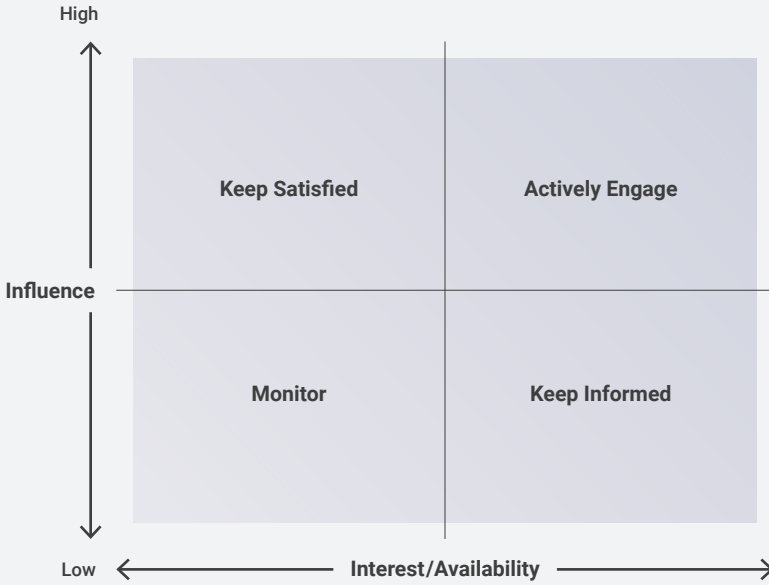 High
Keep Satisfied
Actively Engage
Influence
Monitor
Keep Informed
Low
Interest/Availability